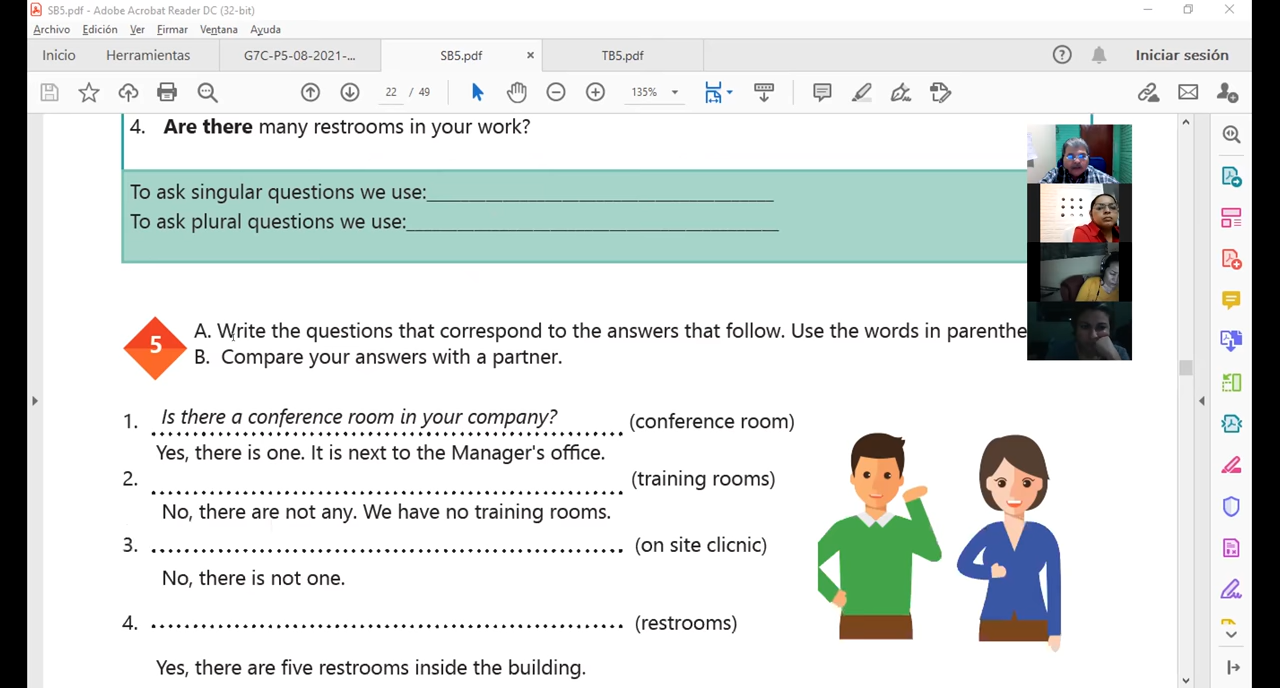 SB5.pdf - Adobe Acrobat Reader DC (32-bit)
Archivo Edición Ver Firmar Ventana Ayuda
Inicio Herramientas G7C-P5-08-2021-... SB5.pdf × TB5.pdf Iniciar sesión
22 / 49 135%
4. Are there many restrooms in your work?
To ask singular questions we use:
To ask plural questions we use:
5
A. Write the questions that correspond to the answers that follow. Use the words in parenthe
B. Compare your answers with a partner.
1. Is there a conference room in your company? (conference room)
Yes, there is one. It is next to the Manager's office.
2. (training rooms)
No, there are not any. We have no training rooms.
3. (on site clicnic)
No, there is not one.
4. (restrooms)
Yes, there are five restrooms inside the building.